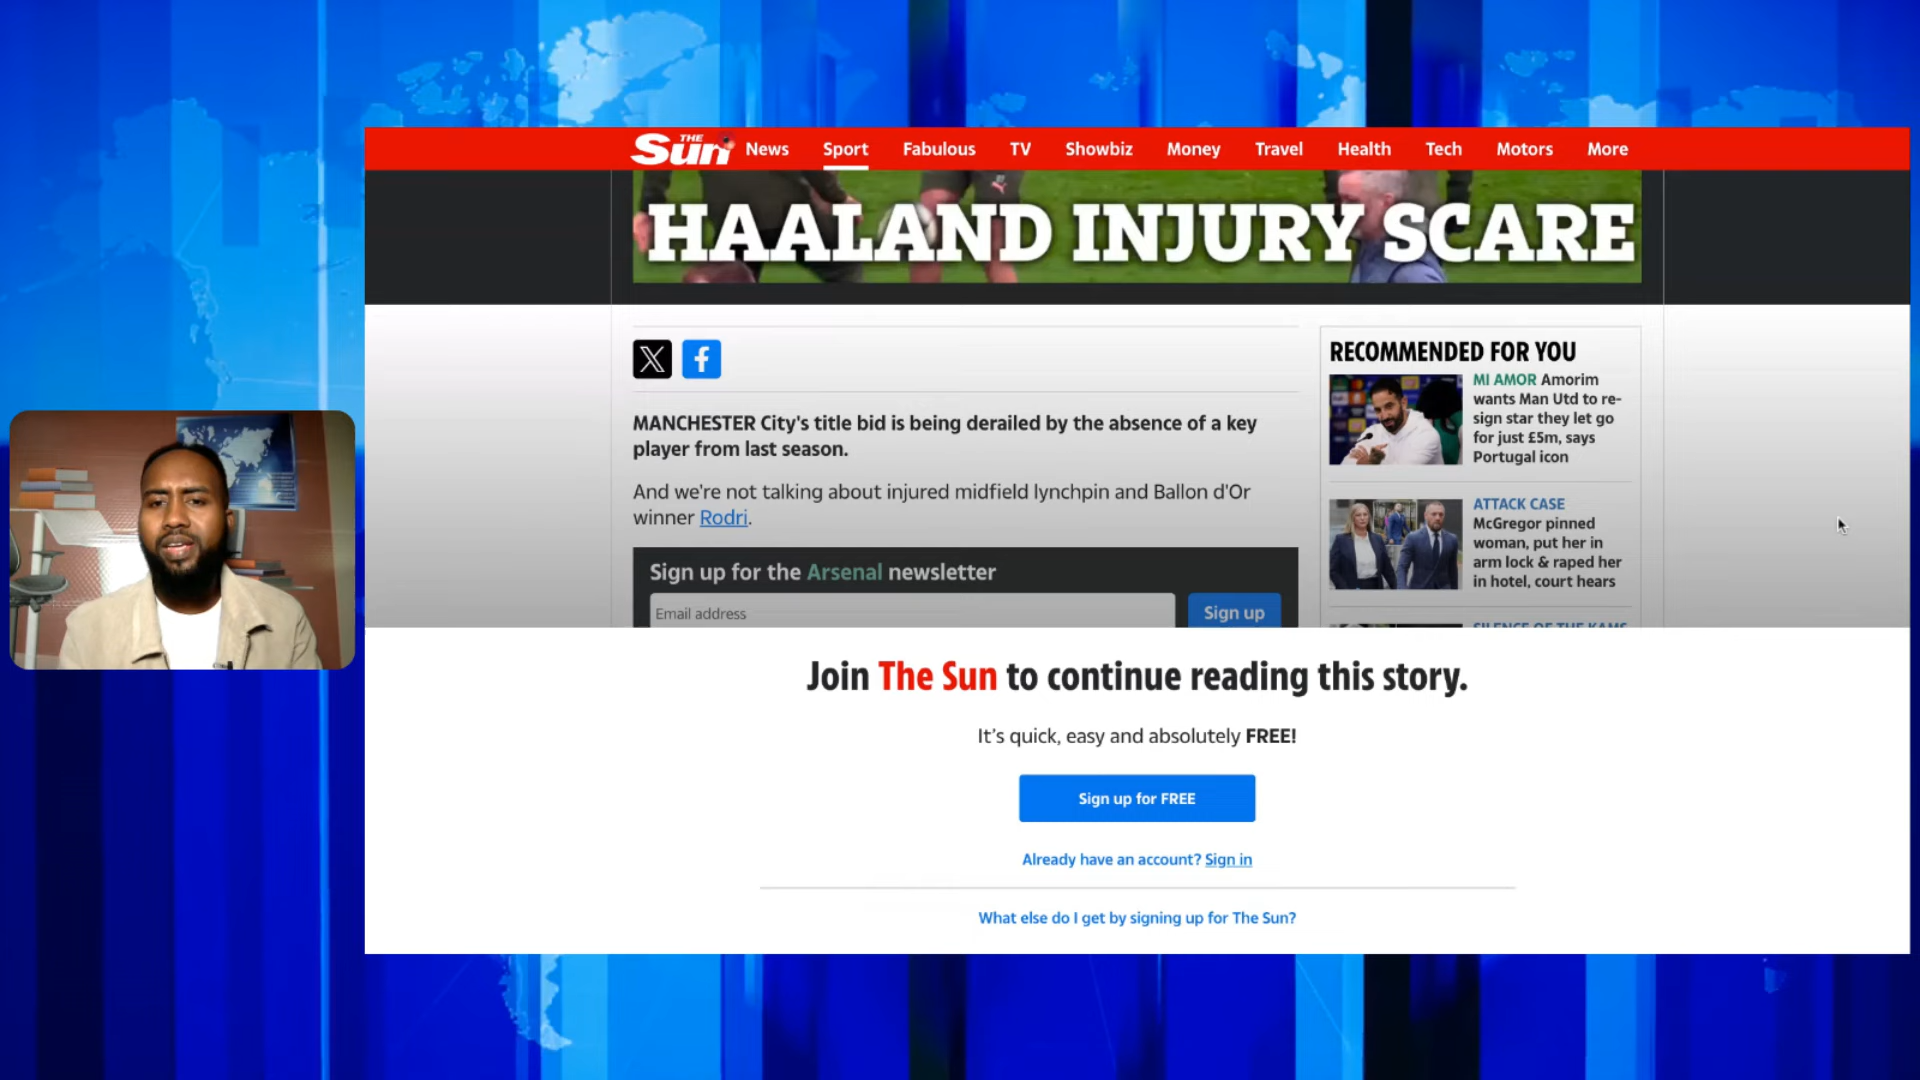 THE Sun News Sport Fabulous TV Showbiz Money Travel Health Tech Motors More
HAALAND INJURY SCARE
X f
MANCHESTER City's title bid is being derailed by the absence of a key
player from last season.
And we're not talking about injured midfield lynchpin and Ballon d'Or
winner Rodri.
Sign up for the Arsenal newsletter
Email address Sign up
RECOMMENDED FOR YOU
MI AMOR Amorim
wants Man Utd to re-
sign star they let go
for just £5m, says
Portugal icon
ATTACK CASE
McGregor pinned
woman, put her in
arm lock & raped her
in hotel, court hears
SILENCE OF THE KAMS
Join The Sun to continue reading this story.
It's quick, easy and absolutely FREE!
Sign up for FREE
Already have an account? Sign in
What else do I get by signing up for The Sun?